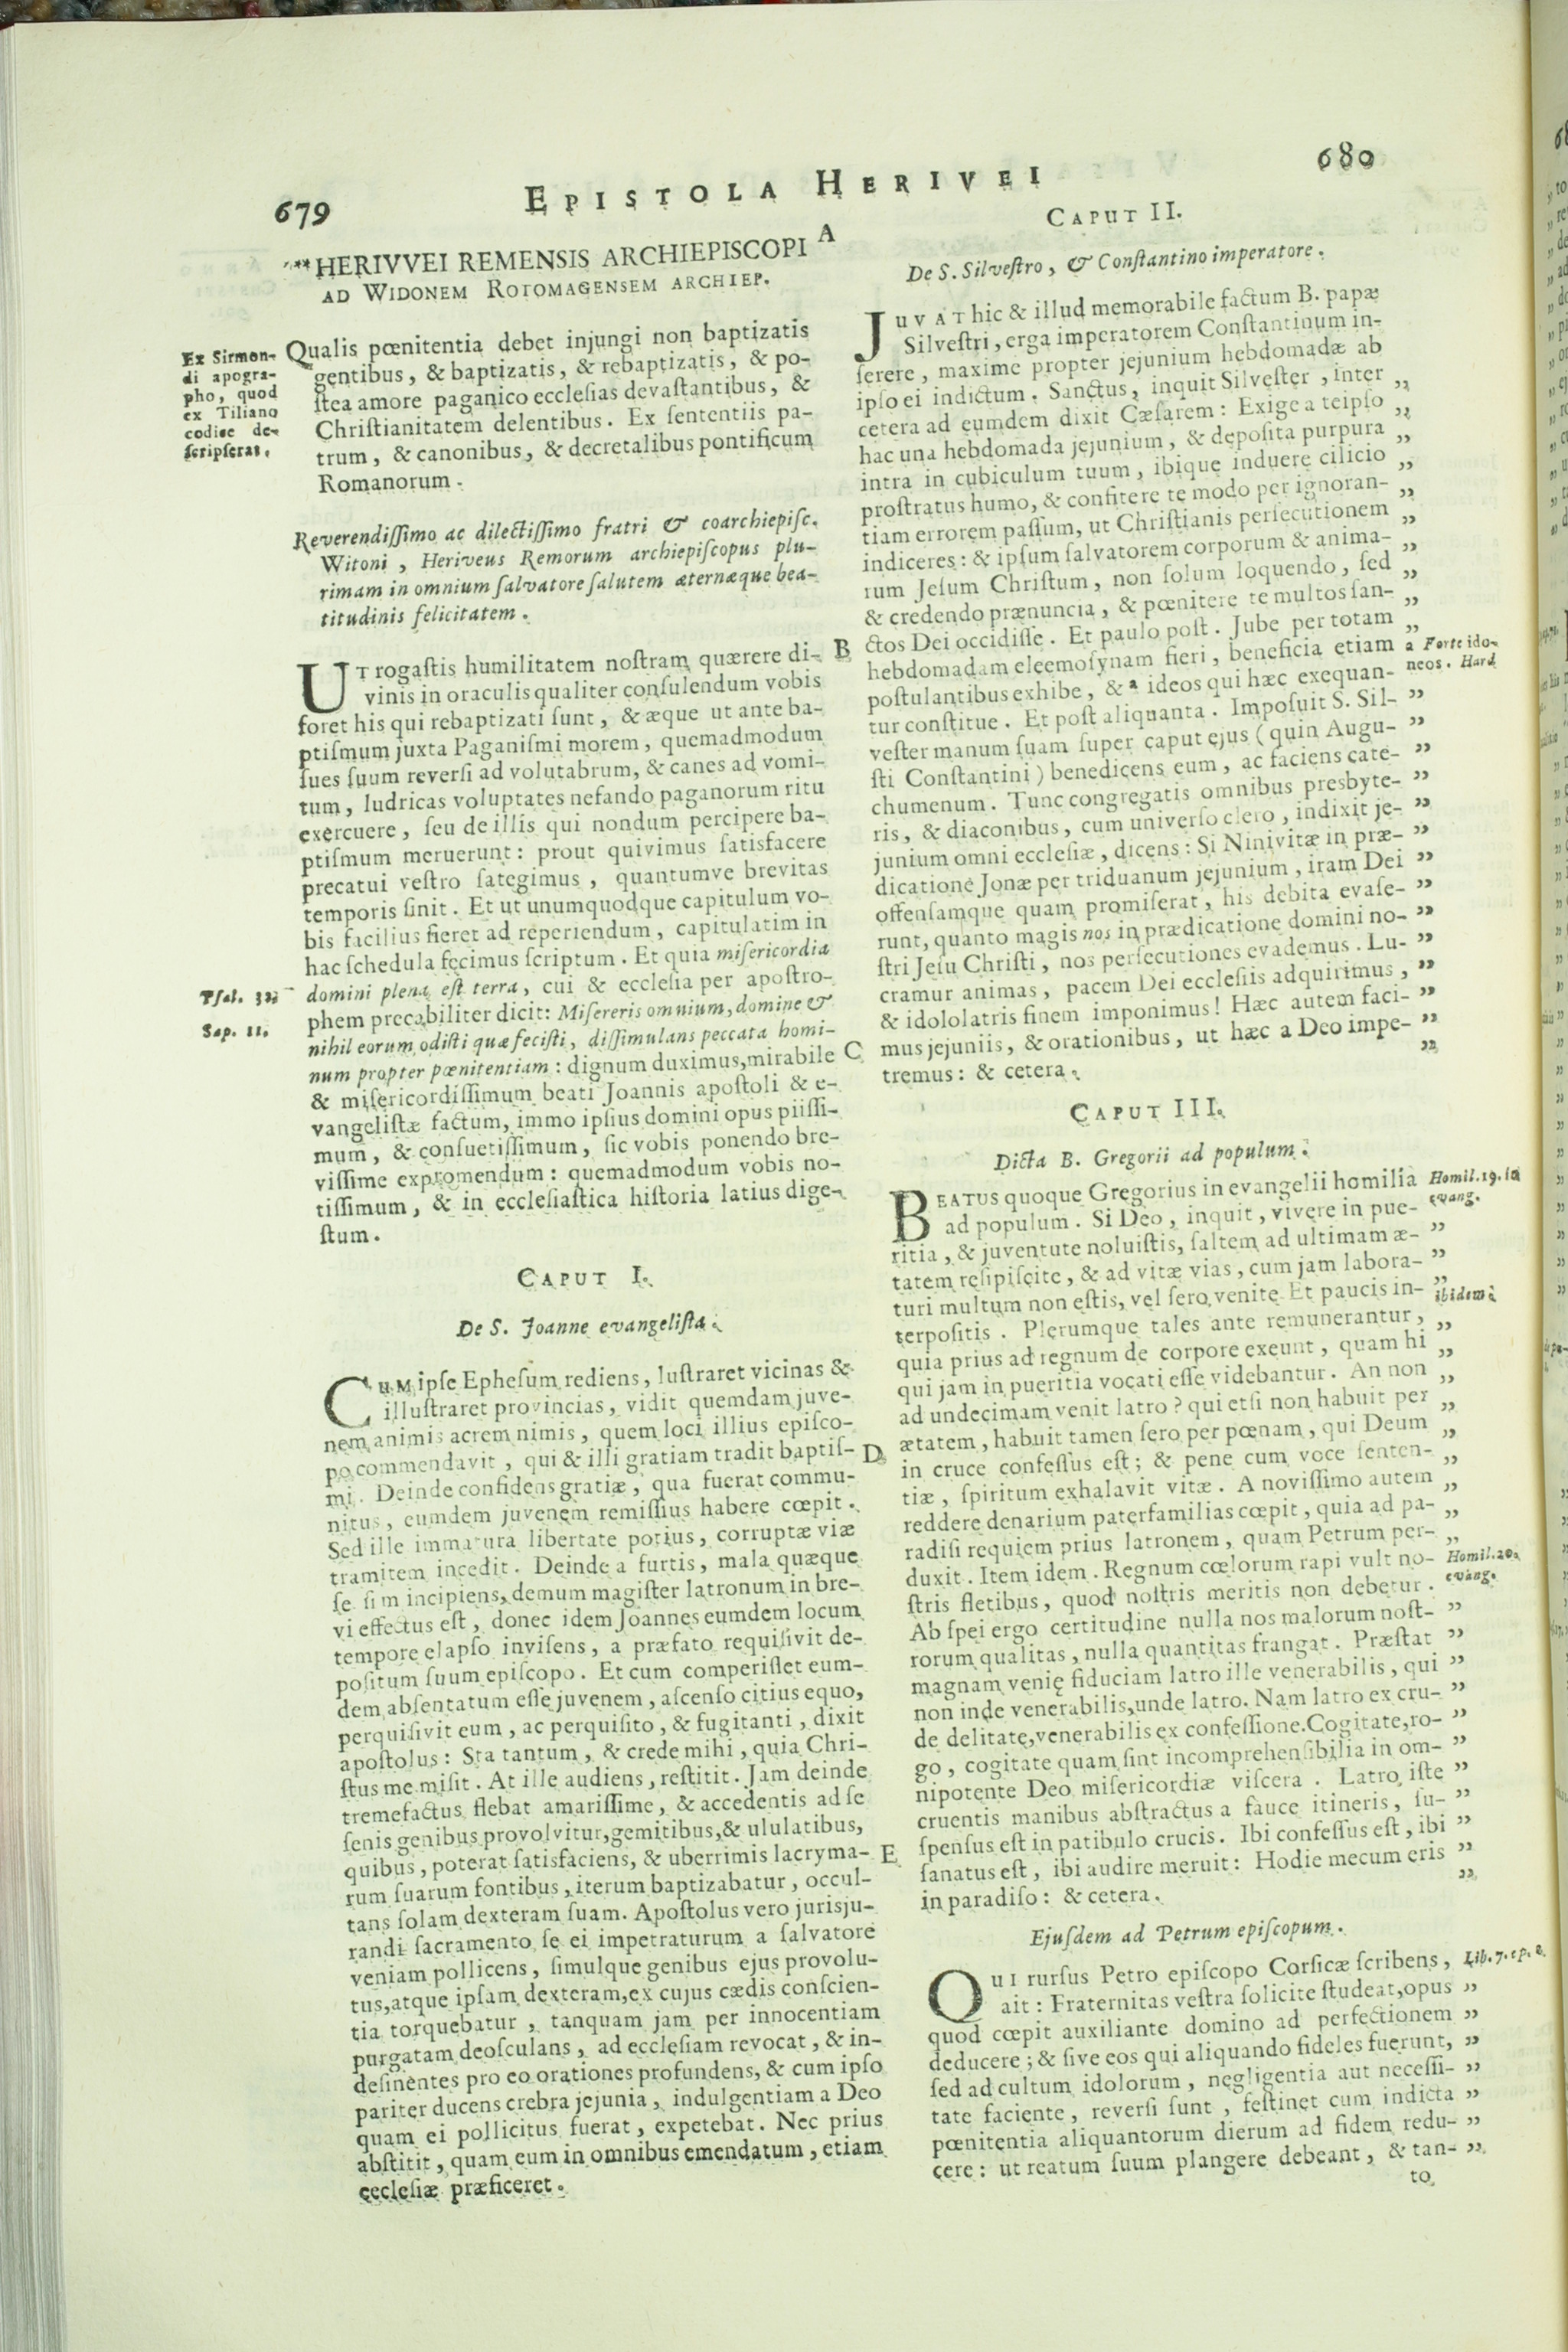 679
EPISTOLA HERIVEI
680
**HERIVVEI REMENSIS ARCHIEPISCOPI
AD WIDONEM ROTOMAGENSEM ARCHIEP.
Ex Sirmon-
di apogra-
pho, quod
ex Tiliano
codice de-
scripserat.
Qualis pœnitentia debet injungi non baptizatis
gentibus, & baptizatis, & rebaptizatis, & po-
ſtea amore paganico eccleſias devaſtantibus, &
Chriſtianitatem delentibus. Ex ſententiis pa-
trum, & canonibus, & decretalibus pontificum
Romanorum.
Reverendiſſimo ac dilectiſſimo fratri & coarchiepiſc.
Witoni, Heriveus Remorum archiepiſcopus plu-
rimam in omnium ſalvatore ſalutem æternæque bea-
titudinis felicitatem.
UT rogaſtis humilitatem noſtram quærere di-
vinis in oraculis qualiter conſulendum vobis
foret his qui rebaptizati ſunt, & æque ut ante ba-
ptiſmum juxta Paganiſmi morem, quemadmodum
ſues ſuum reverſi ad volutabrum, & canes ad vomi-
tum, ludricas voluptates nefando paganorum ritu
exercuere, ſeu de illis qui nondum percipere ba-
ptiſmum meruerunt: prout quivimus ſatisfacere
precatui veſtro ſategimus, quantumve brevitas
temporis ſinit. Et ut unumquodque capitulum vo-
bis facilius fieret ad reperiendum, capitulatim in
hac ſchedula fecimus ſcriptum. Et quia miſericordia
domini plena eſt terra, cui & eccleſia per apoſtro-
phem precabiliter dicit: Miſereris omnium, domine &
nihil eorum odiſti quæ feciſti, diſſimulans peccata homi-
num propter pœnitentiam: dignum duximus, mirabile
& miſericordiſſimum beati Joannis apoſtoli & e-
vangeliſtæ factum, immo ipſius domini opus piiſſi-
mum, & conſuetiſſimum, ſic vobis ponendo bre-
viſſime expromendum: quemadmodum vobis no-
tiſſimum, & in eccleſiaſtica hiſtoria latius dige-
ſtum.
Pſal. 32.
Sap. 11.
CAPUT I.
De S. Joanne evangeliſta.
CUM ipſe Epheſum rediens, luſtraret vicinas &
illuſtraret provincias, vidit quemdam juve-
nem animis acrem nimis, quem loci illius epiſco-
po commendavit, qui & illi gratiam tradit baptiſ-
mi. Deinde confidens gratiæ, qua fuerat commu-
nitus, eumdem juvenem remiſſius habere cœpit.
Sed ille immatura libertate potius, corruptæ viæ
tramitem incedit. Deinde a furtis, mala quæque
ſe ſim incipiens, demum magiſter latronum in bre-
vi effectus eſt, donec idem Joannes eumdem locum
tempore elapſo inviſens, a præfato requiſivit de-
poſitum ſuum epiſcopo. Et cum comperiſſet eum-
dem abſentatum eſſe juvenem, aſcenſo citius equo,
perquiſivit eum, ac perquiſito, & fugitanti, dixit
apoſtolus: Sta tantum, & crede mihi, quia Chri-
ſtus me miſit. At ille audiens, reſtitit. Jam deinde
tremefactus flebat amariſſime, & accedentis ad ſe
ſenis genibus provolvitur, gemitibus, & ululatibus,
quibus, poterat ſatisfaciens, & uberrimis lacryma-
rum ſuarum fontibus, iterum baptizabatur, occul-
tans ſolam dexteram ſuam. Apoſtolus vero jurisju-
randi ſacramento ſe ei impetraturum a ſalvatore
veniam pollicens, ſimulque genibus ejus provolu-
tus, atque ipſam dexteram, ex cujus cædis conſcien-
tia torquebatur, tanquam jam per innocentiam
purgatam deoſculans, ad eccleſiam revocat, & in-
deſinentes pro eo orationes profundens, & cum ipſo
pariter ducens crebra jejunia, indulgentiam a Deo
quam ei pollicitus fuerat, expetebat. Nec prius
abſtitit, quam eum in omnibus emendatum, etiam
eccleſiæ præficeret.
A
B
C
D
E
CAPUT II.
De S. Silveſtro, & Conſtantino imperatore.
JUVAT hic & illud memorabile factum B. papæ
Silveſtri, erga imperatorem Conſtantinum in-
ſerere, maxime propter jejunium hebdomadæ ab
ipſo ei indictum. Sanctus, inquit Silveſter, inter
cetera ad eumdem dixit Cæſarem: Exige a teipſo „
hac una hebdomada jejunium, & depoſita purpura „
intra in cubiculum tuum, ibique induere cilicio „
proſtratus humo, & confitere te modo per ignoran- „
tiam errorem paſſum, ut Chriſtianis perſecutionem „
indiceres: & ipſum ſalvatorem corporum & anima- „
rum Jeſum Chriſtum, non ſolum loquendo, ſed „
& credendo prænuncia, & pœnitere te multos ſan- „
ctos Dei occidiſſe. Et paulo poſt. Jube per totam „
hebdomadam eleemoſynam fieri, beneficia etiam
poſtulantibus exhibe, & a ideos qui hæc exequan-
tur conſtitue. Et poſt aliquanta. Impoſuit S. Sil- „
veſter manum ſuam ſuper caput ejus (quin Augu- „
ſti Conſtantini) benedicens eum, ac faciens cate- „
chumenum. Tunc congregatis omnibus presbyte- „
ris, & diaconibus, cum univerſo clero, indixit je- „
junium omni eccleſiæ, dicens: Si Ninivitæ in præ- „
dicatione Jonæ per triduanum jejunium, iram Dei „
offenſamque quam promiſerat, his debita evaſe- „
runt, quanto magis nos in prædicatione domini no- „
ſtri Jeſu Chriſti, nos perſecutiones evademus. Lu- „
cramur animas, pacem Dei eccleſiis adquirimus, „
& idololatris finem imponimus! Hæc autem faci- „
mus jejuniis, & orationibus, ut hæc a Deo impe- „
tremus: & cetera. „
a Forte ido-
neos. Hard.
CAPUT III.
Dicta B. Gregorii ad populum.
BEATUS quoque Gregorius in evangelii homilia
ad populum. Si Deo, inquit, vivere in pue-
ritia, & juventute noluiſtis, ſaltem ad ultimam æ- „
tatem reſipiſcite, & ad vitæ vias, cum jam labora- „
turi multum non eſtis, vel ſero venite. Et paucis in- „
terpoſitis. Plerumque tales ante remunerantur,
quia prius ad regnum de corpore exeunt, quam hi „
qui jam in pueritia vocati eſſe videbantur. An non „
ad undecimam venit latro? qui etſi non habuit per „
ætatem, habuit tamen ſero per pœnam, qui Deum „
in cruce confeſſus eſt; & pene cum voce ſenten- „
tiæ, ſpiritum exhalavit vitæ. A noviſſimo autem „
reddere denarium paterfamilias cœpit, quia ad pa- „
radiſi requiem prius latronem, quam Petrum per- „
duxit. Item idem. Regnum cœlorum rapi vult no- „
ſtris fletibus, quod noſtris meritis non debetur.
Ab ſpei ergo certitudine nulla nos malorum noſt- „
rorum qualitas, nulla quantitas frangat. Præſtat „
magnam venię fiduciam latro ille venerabilis, qui „
non inde venerabilis, unde latro. Nam latro ex cru- „
de delitate, venerabilis ex confeſſione. Cogitate, ro- „
go, cogitate quam ſint incomprehenſibilia in om- „
nipotente Deo miſericordiæ viſcera. Latro iſte „
cruentis manibus abſtractus a fauce itineris, ſu- „
ſpenſus eſt in patibulo crucis. Ibi confeſſus eſt, ibi „
ſanatus eſt, ibi audire meruit: Hodie mecum eris „
in paradiſo: & cetera. „
Homil. 19. in
evang.
ibidem.
Homil. 20.
evang.
Ejuſdem ad Petrum epiſcopum.
QUI rurſus Petro epiſcopo Corſicæ ſcribens,
ait: Fraternitas veſtra ſolicite ſtudeat, opus „
quod cœpit auxiliante domino ad perfectionem „
deducere; & ſive eos qui aliquando fideles fuerunt, „
ſed ad cultum idolorum, negligentia aut neceſſi- „
tate faciente, reverſi ſunt, feſtinet cum indicta „
pœnitentia aliquantorum dierum ad fidem redu- „
cere: ut reatum ſuum plangere debeant, & tan- „
to
Lib. 7. ep. 2.